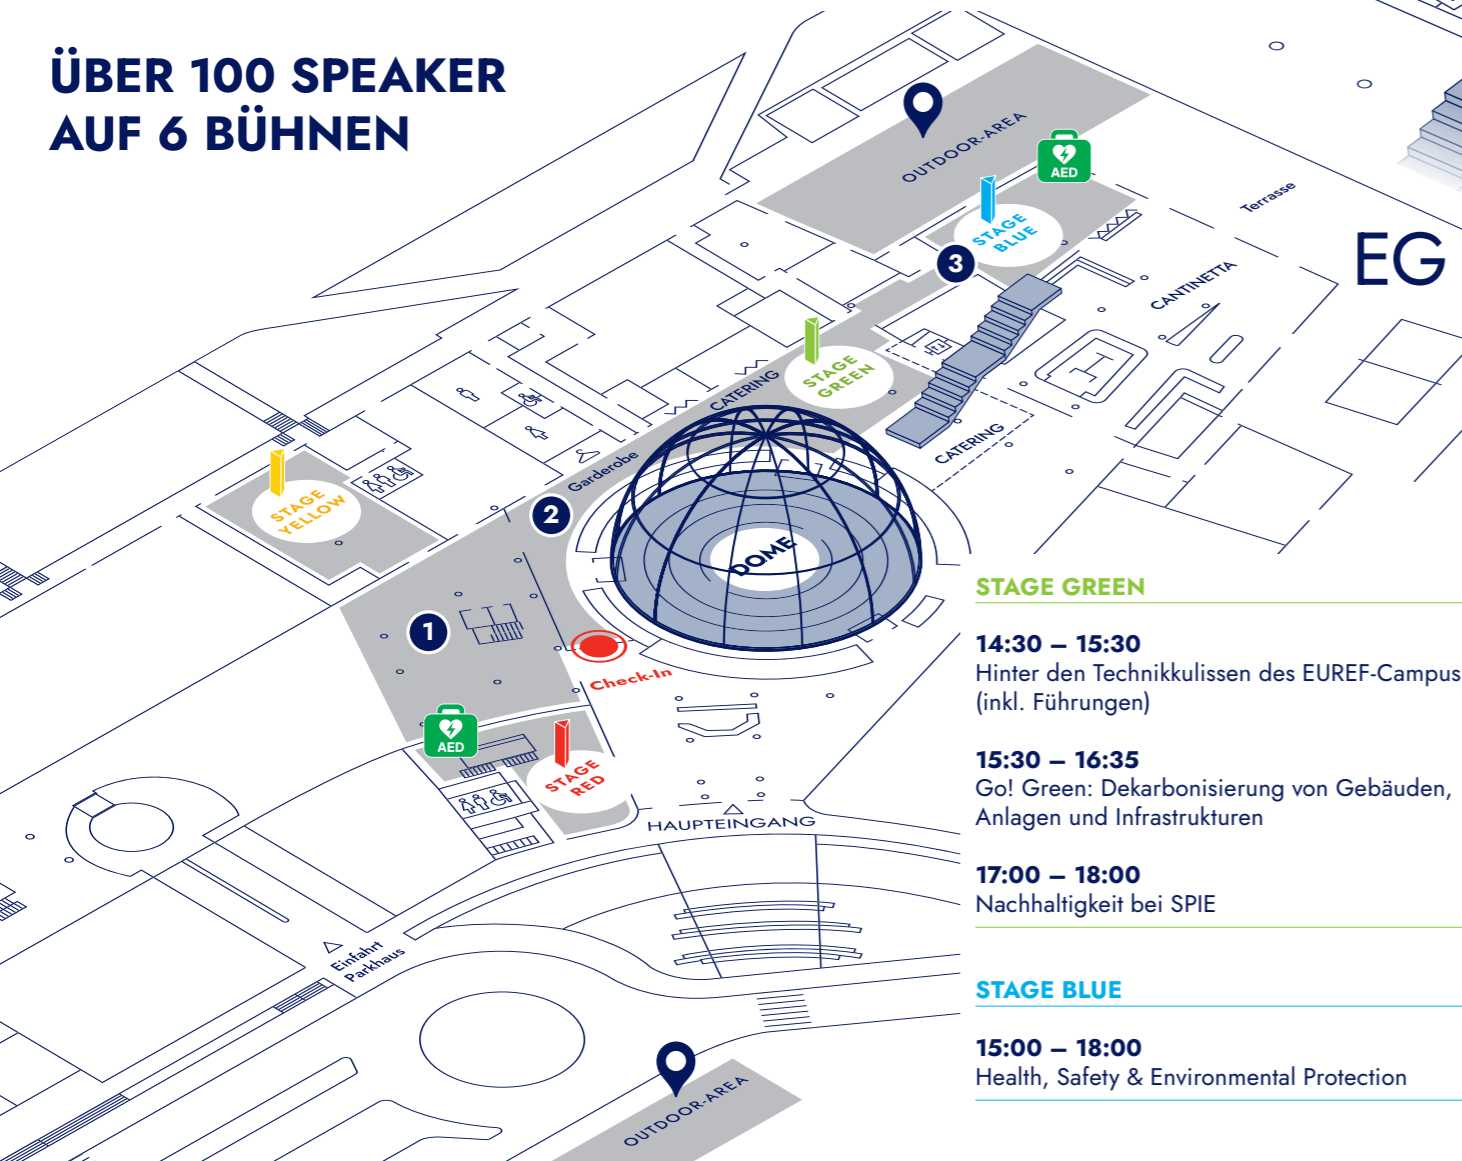 ÜBER 100 SPEAKER
AUF 6 BÜHNEN
OUTDOOR-AREA
AED
STAGE
BLUE
3
Terrasse
EG
CANTINETTA
STAGE
GREEN
CATERING
CATERING
Garderobe
STAGE
YELLOW
2
DOME
1
Check-In
AED
STAGE
RED
HAUPTEINGANG
Einfahrt
Parkhaus
OUTDOOR-AREA
STAGE GREEN
14:30 – 15:30
Hinter den Technikkulissen des EUREF-Campus
(inkl. Führungen)
15:30 – 16:35
Go! Green: Dekarbonisierung von Gebäuden,
Anlagen und Infrastrukturen
17:00 – 18:00
Nachhaltigkeit bei SPIE
STAGE BLUE
15:00 – 18:00
Health, Safety & Environmental Protection